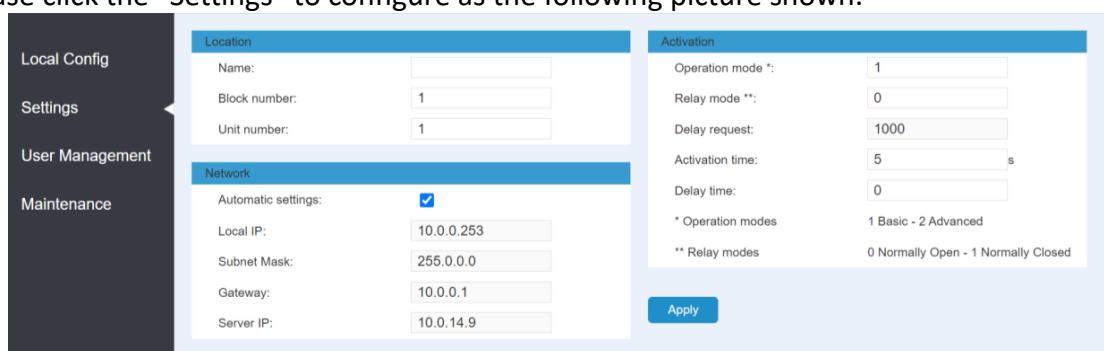 se click the "Settings" to configure as the following picture shown:
Local Config
Settings
User Management
Maintenance
Location
Name:
Block number: 1
Unit number: 1
Network
Automatic settings:
Local IP: 10.0.0.253
Subnet Mask: 255.0.0.0
Gateway: 10.0.0.1
Server IP: 10.0.14.9
Activation
Operation mode *: 1
Relay mode **: 0
Delay request: 1000
Activation time: 5 s
Delay time: 0
* Operation modes 1 Basic - 2 Advanced
** Relay modes 0 Normally Open - 1 Normally Closed
Apply